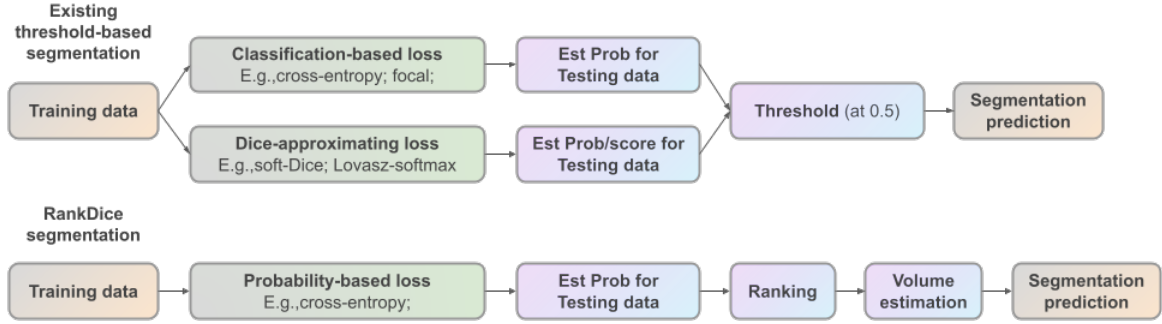 Existing
threshold-based
segmentation
Training data
Classification-based loss
E.g.,cross-entropy; focal;
Est Prob for
Testing data
Dice-approximating loss
E.g.,soft-Dice; Lovasz-softmax
Est Prob/score for
Testing data
Threshold (at 0.5)
Segmentation
prediction
RankDice
segmentation
Training data
Probability-based loss
E.g.,cross-entropy;
Est Prob for
Testing data
Ranking
Volume
estimation
Segmentation
prediction